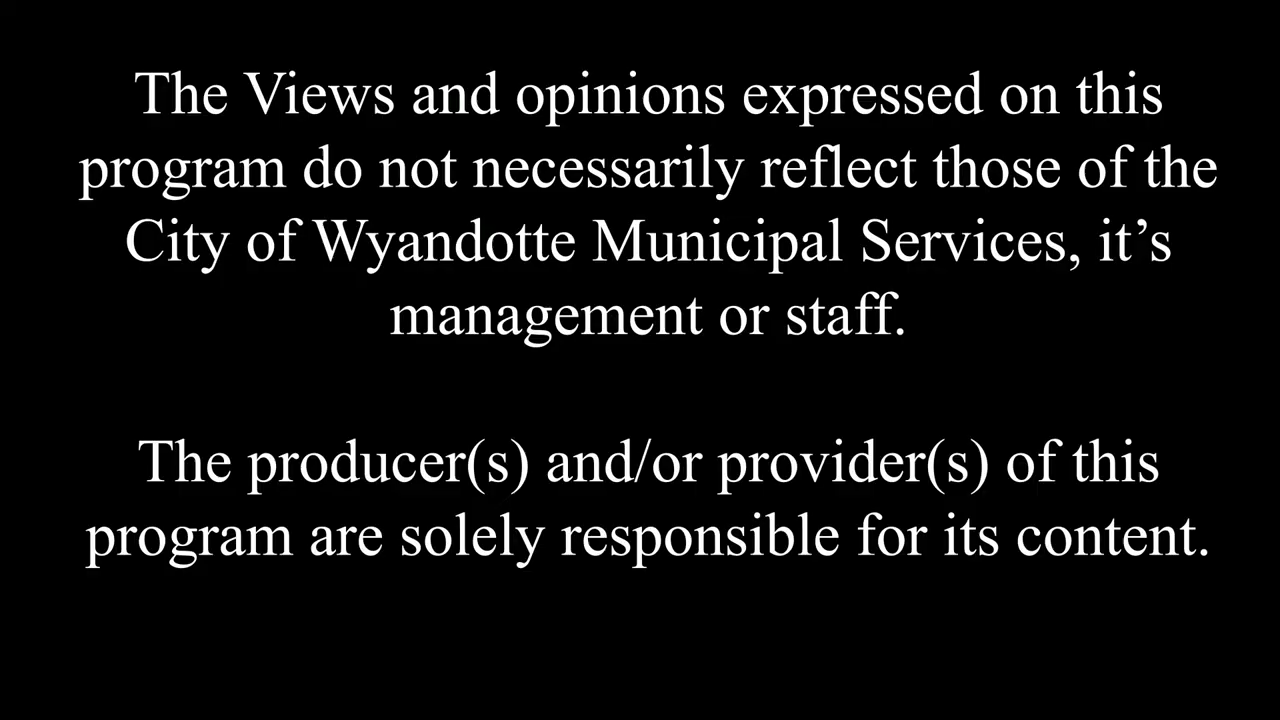 The Views and opinions expressed on this
program do not necessarily reflect those of the
City of Wyandotte Municipal Services, it’s
management or staff.
The producer(s) and/or provider(s) of this
program are solely responsible for its content.